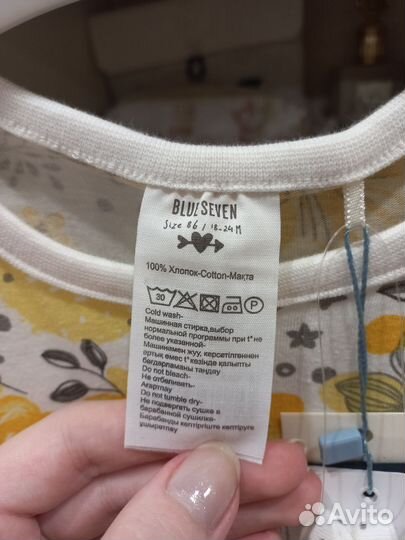 BLUE SEVEN
Size 86 / 18-24 M
100% Хлопок-Cotton-Мақта
30 P
Cold wash-
Машинная стирка, выбор
нормальной программы при t° не
более указанной-
Машинамен жуу, керсетілгеннен
артық емес t° кезінде қалыпты
бағдарламаны таңдау
Do not bleach-
Не отбеливать-
Ағартпау
Do not tumble dry-
Не подвергать сушке в
барабанной сушилке-
Барабанды кептіргіште кептіруге
ұшыратпау
Avito